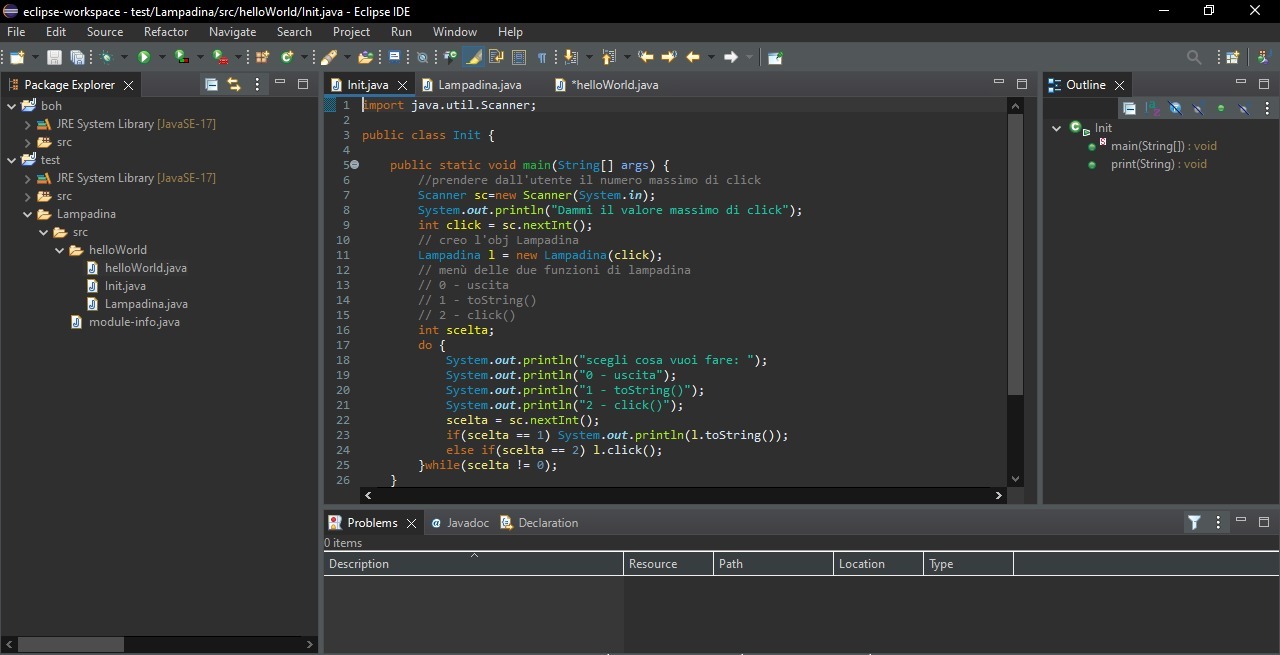 eclipse-workspace - test/Lampadina/src/helloWorld/Init.java - Eclipse IDE
File Edit Source Refactor Navigate Search Project Run Window Help
Package Explorer
boh
JRE System Library [JavaSE-17]
src
test
JRE System Library [JavaSE-17]
src
Lampadina
src
helloWorld
helloWorld.java
Init.java
Lampadina.java
module-info.java
Init.java Lampadina.java *helloWorld.java
1 import java.util.Scanner;
2
3 public class Init {
4
5 public static void main(String[] args) {
6 //prendere dall'utente il numero massimo di click
7 Scanner sc=new Scanner(System.in);
8 System.out.println("Dammi il valore massimo di click");
9 int click = sc.nextInt();
10 // creo l'obj Lampadina
11 Lampadina l = new Lampadina(click);
12 // menù delle due funzioni di lampadina
13 // 0 - uscita
14 // 1 - toString()
15 // 2 - click()
16 int scelta;
17 do {
18 System.out.println("scegli cosa vuoi fare: ");
19 System.out.println("0 - uscita");
20 System.out.println("1 - toString()");
21 System.out.println("2 - click()");
22 scelta = sc.nextInt();
23 if(scelta == 1) System.out.println(l.toString());
24 else if(scelta == 2) l.click();
25 }while(scelta != 0);
26 }
Outline
Init
main(String[]) : void
print(String) : void
Problems Javadoc Declaration
0 items
Description Resource Path Location Type